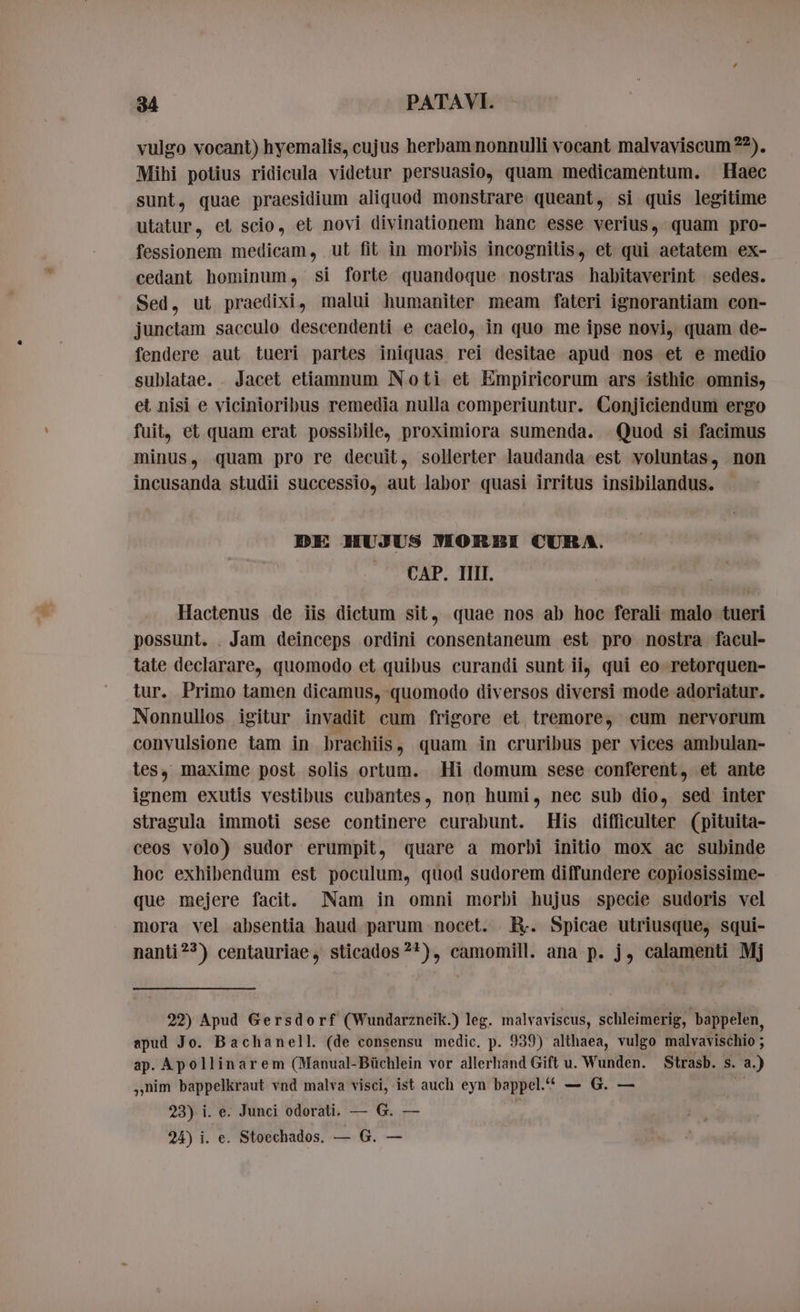 34 PATAVI.
vulgo vocant) hyemalis, cujus herbam nonnulli vocant malvaviscum ²²).
Mihi potius ridicula videtur persuasio, quam medicamentum. Haec
sunt, quae praesidium aliquod monstrare queant, si quis legitime
utatur, et scio, et novi divinationem hanc esse verius, quam pro-
fessionem medicam, ut fit in morbis incognitis, et qui aetatem ex-
cedant hominum, si forte quandoque nostras habitaverint sedes.
Sed, ut praedixi, malui humaniter meam fateri ignorantiam con-
junctam sacculo descendenti e caelo, in quo me ipse novi, quam de-
fendere aut tueri partes iniquas rei desitae apud nos et e medio
sublatae. Jacet etiamnum Noti et Empiricorum ars isthic omnis,
et nisi e vicinioribus remedia nulla comperiuntur. Conjiciendum ergo
fuit, et quam erat possibile, proximiora sumenda. Quod si facimus
minus, quam pro re decuit, sollerter laudanda est voluntas, non
incusanda studii successio, aut labor quasi irritus insibilandus.
DE HUJUS MORBI CURA.
CAP. IIII.
Hactenus de iis dictum sit, quae nos ab hoc ferali malo tueri
possunt. Jam deinceps ordini consentaneum est pro nostra facul-
tate declarare, quomodo et quibus curandi sunt ii, qui eo retorquen-
tur. Primo tamen dicamus, quomodo diversos diversi mode adoriatur.
Nonnullos igitur invadit cum frigore et tremore, cum nervorum
convulsione tam in brachiis, quam in cruribus per vices ambulan-
tes, maxime post solis ortum. Hi domum sese conferent, et ante
ignem exutis vestibus cubantes, non humi, nec sub dio, sed inter
stragula immoti sese continere curabunt. His difficulter (pituita-
ceos volo) sudor erumpit, quare a morbi initio mox ac subinde
hoc exhibendum est poculum, quod sudorem diffundere copiosissime-
que mejere facit. Nam in omni morbi hujus specie sudoris vel
mora vel absentia haud parum nocet. ℞. Spicae utriusque, squi-
nanti ²³) centauriae, sticados ²⁴), camomill. ana p. j, calamenti Mj
22) Apud Gersdorf (Wundarzneik.) leg. malvaviscus, schleimerig, bappelen,
apud Jo. Bachanell. (de consensu medic. p. 939) althaea, vulgo malvavischio;
ap. Apollinarem (Manual-Büchlein vor allerhand Gift u. Wunden. Strasb. s. a.)
„nim bappelkraut vnd malva visci, ist auch eyn bappel.“ — G. —
23) i. e. Junci odorati. — G. —
24) i. e. Stoechados. — G. —